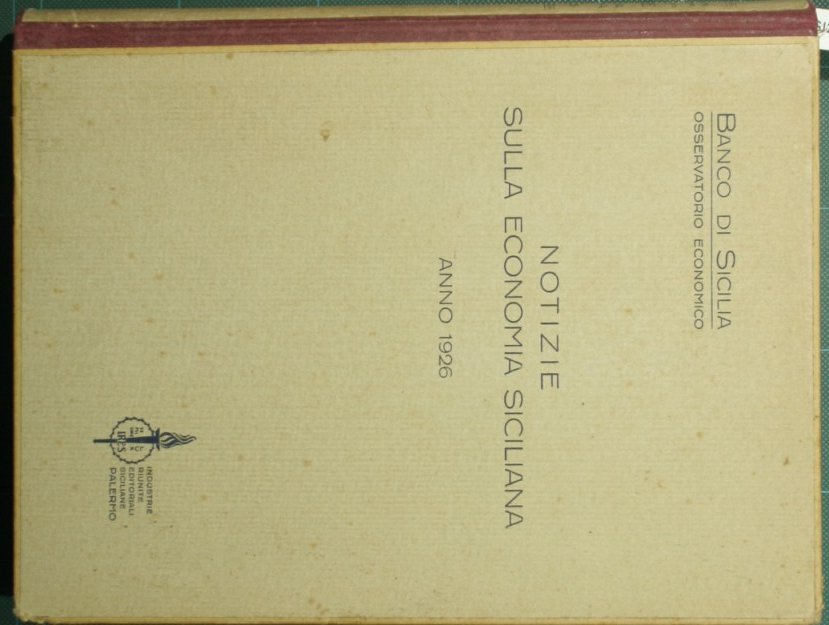 BANCO DI SICILIA
OSSERVATORIO ECONOMICO
NOTIZIE
SULLA ECONOMIA SICILIANA
ANNO 1926
IRES
INDUSTRIE
RIUNITE
EDITORIALI
SICILIANE
PALERMO